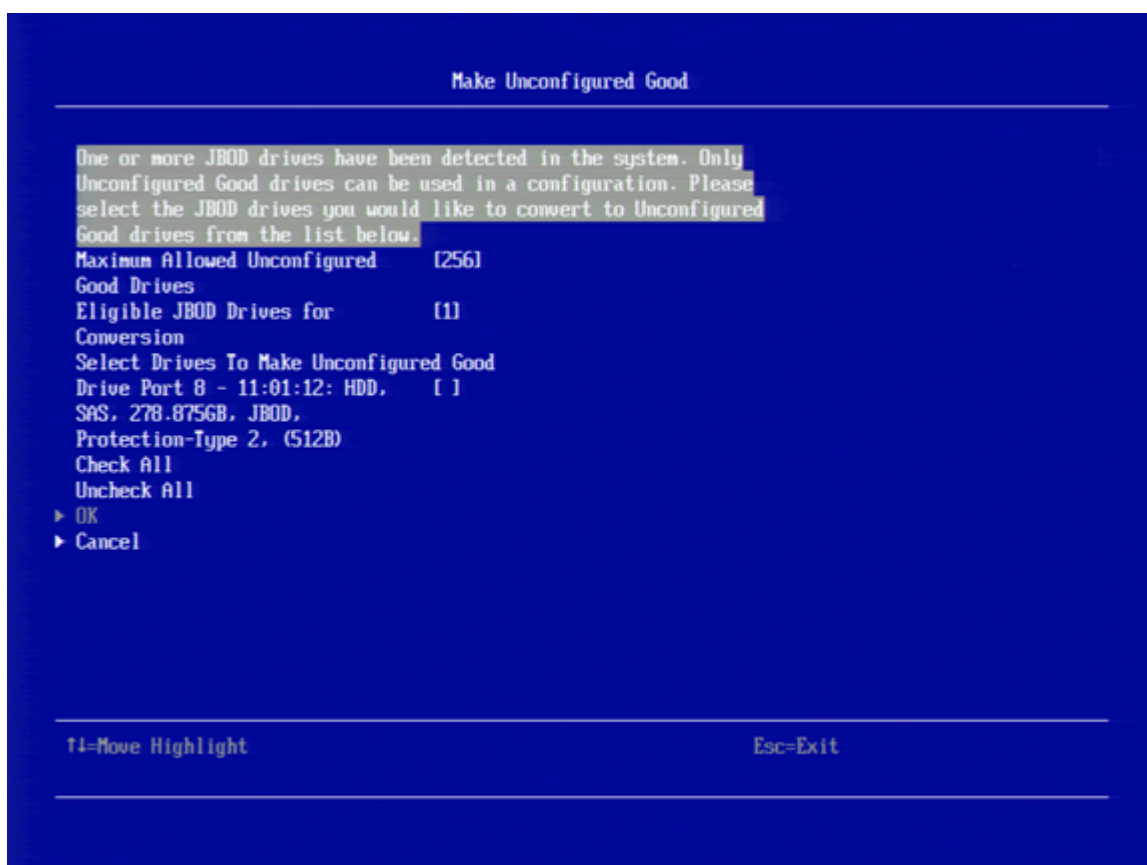 Make Unconfigured Good
One or more JBOD drives have been detected in the system. Only
Unconfigured Good drives can be used in a configuration. Please
select the JBOD drives you would like to convert to Unconfigured
Good drives from the list below.
Maximum Allowed Unconfigured [256]
Good Drives
Eligible JBOD Drives for [1]
Conversion
Select Drives To Make Unconfigured Good
Drive Port 8 - 11:01:12: HDD, [ ]
SAS, 278.875GB, JBOD,
Protection-Type 2, (512B)
Check All
Uncheck All
► OK
► Cancel
↑↓=Move Highlight Esc=Exit